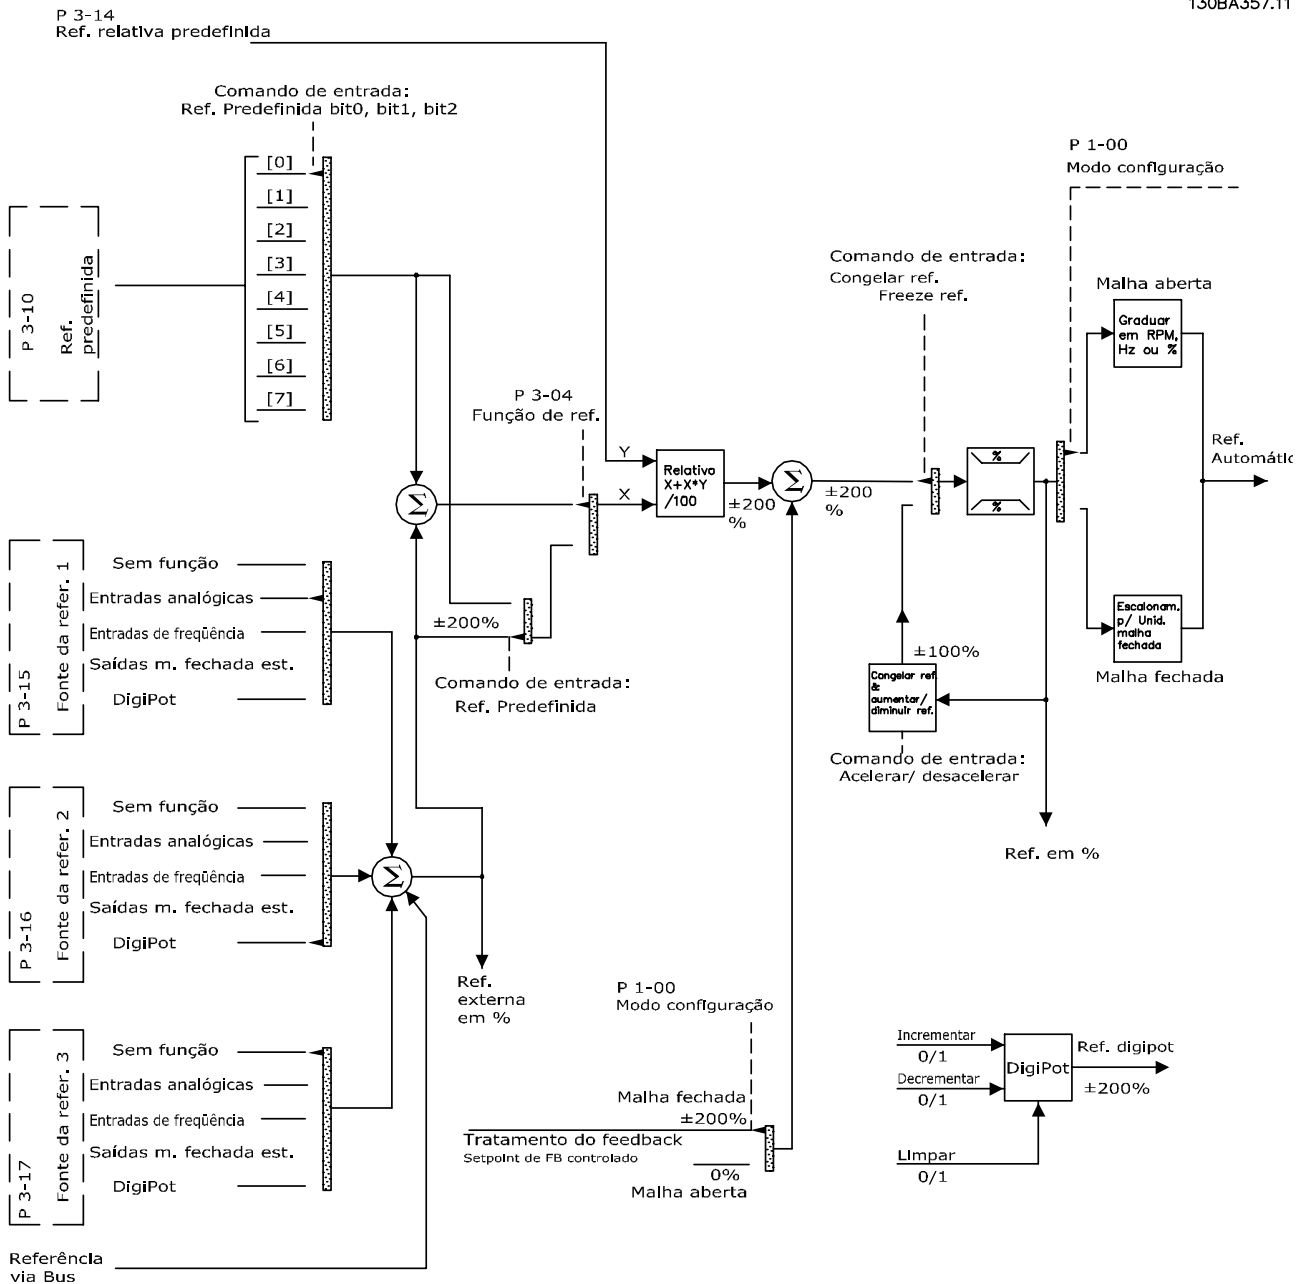 130BA357.11
P 3-14
Ref. relativa predefinida
Comando de entrada:
Ref. Predefinida bit0, bit1, bit2
[0]
[1]
[2]
[3]
[4]
[5]
[6]
[7]
P 3-10
Ref.
predefinida
P 1-00
Modo configuração
Comando de entrada:
Congelar ref.
Freeze ref.
Malha aberta
Graduar
em RPM,
Hz ou %
P 3-04
Função de ref.
Y
X
Relativo
X+X*Y
/100
±200
%
Σ
±200
%
%
%
Ref.
Automátic
Σ
P 3-15
Fonte da refer. 1
Sem função
Entradas analógicas
Entradas de freqüência
Saídas m. fechada est.
DigiPot
±200%
Comando de entrada:
Ref. Predefinida
±100%
Congelar ref.
&
aumentar/
diminuir ref.
Comando de entrada:
Acelerar/ desacelerar
Escalonam.
p/ Unid.
malha
fechada
Malha fechada
Ref. em %
P 3-16
Fonte da refer. 2
Sem função
Entradas analógicas
Entradas de freqüência
Saídas m. fechada est.
DigiPot
Σ
Ref.
externa
em %
P 3-17
Fonte da refer. 3
Sem função
Entradas analógicas
Entradas de freqüência
Saídas m. fechada est.
DigiPot
P 1-00
Modo configuração
Malha fechada
±200%
Tratamento do feedback
Setpoint de FB controlado
0%
Malha aberta
Incrementar
0/1
Decrementar
0/1
Limpar
0/1
DigiPot
Ref. digipot
±200%
Referência
via Bus